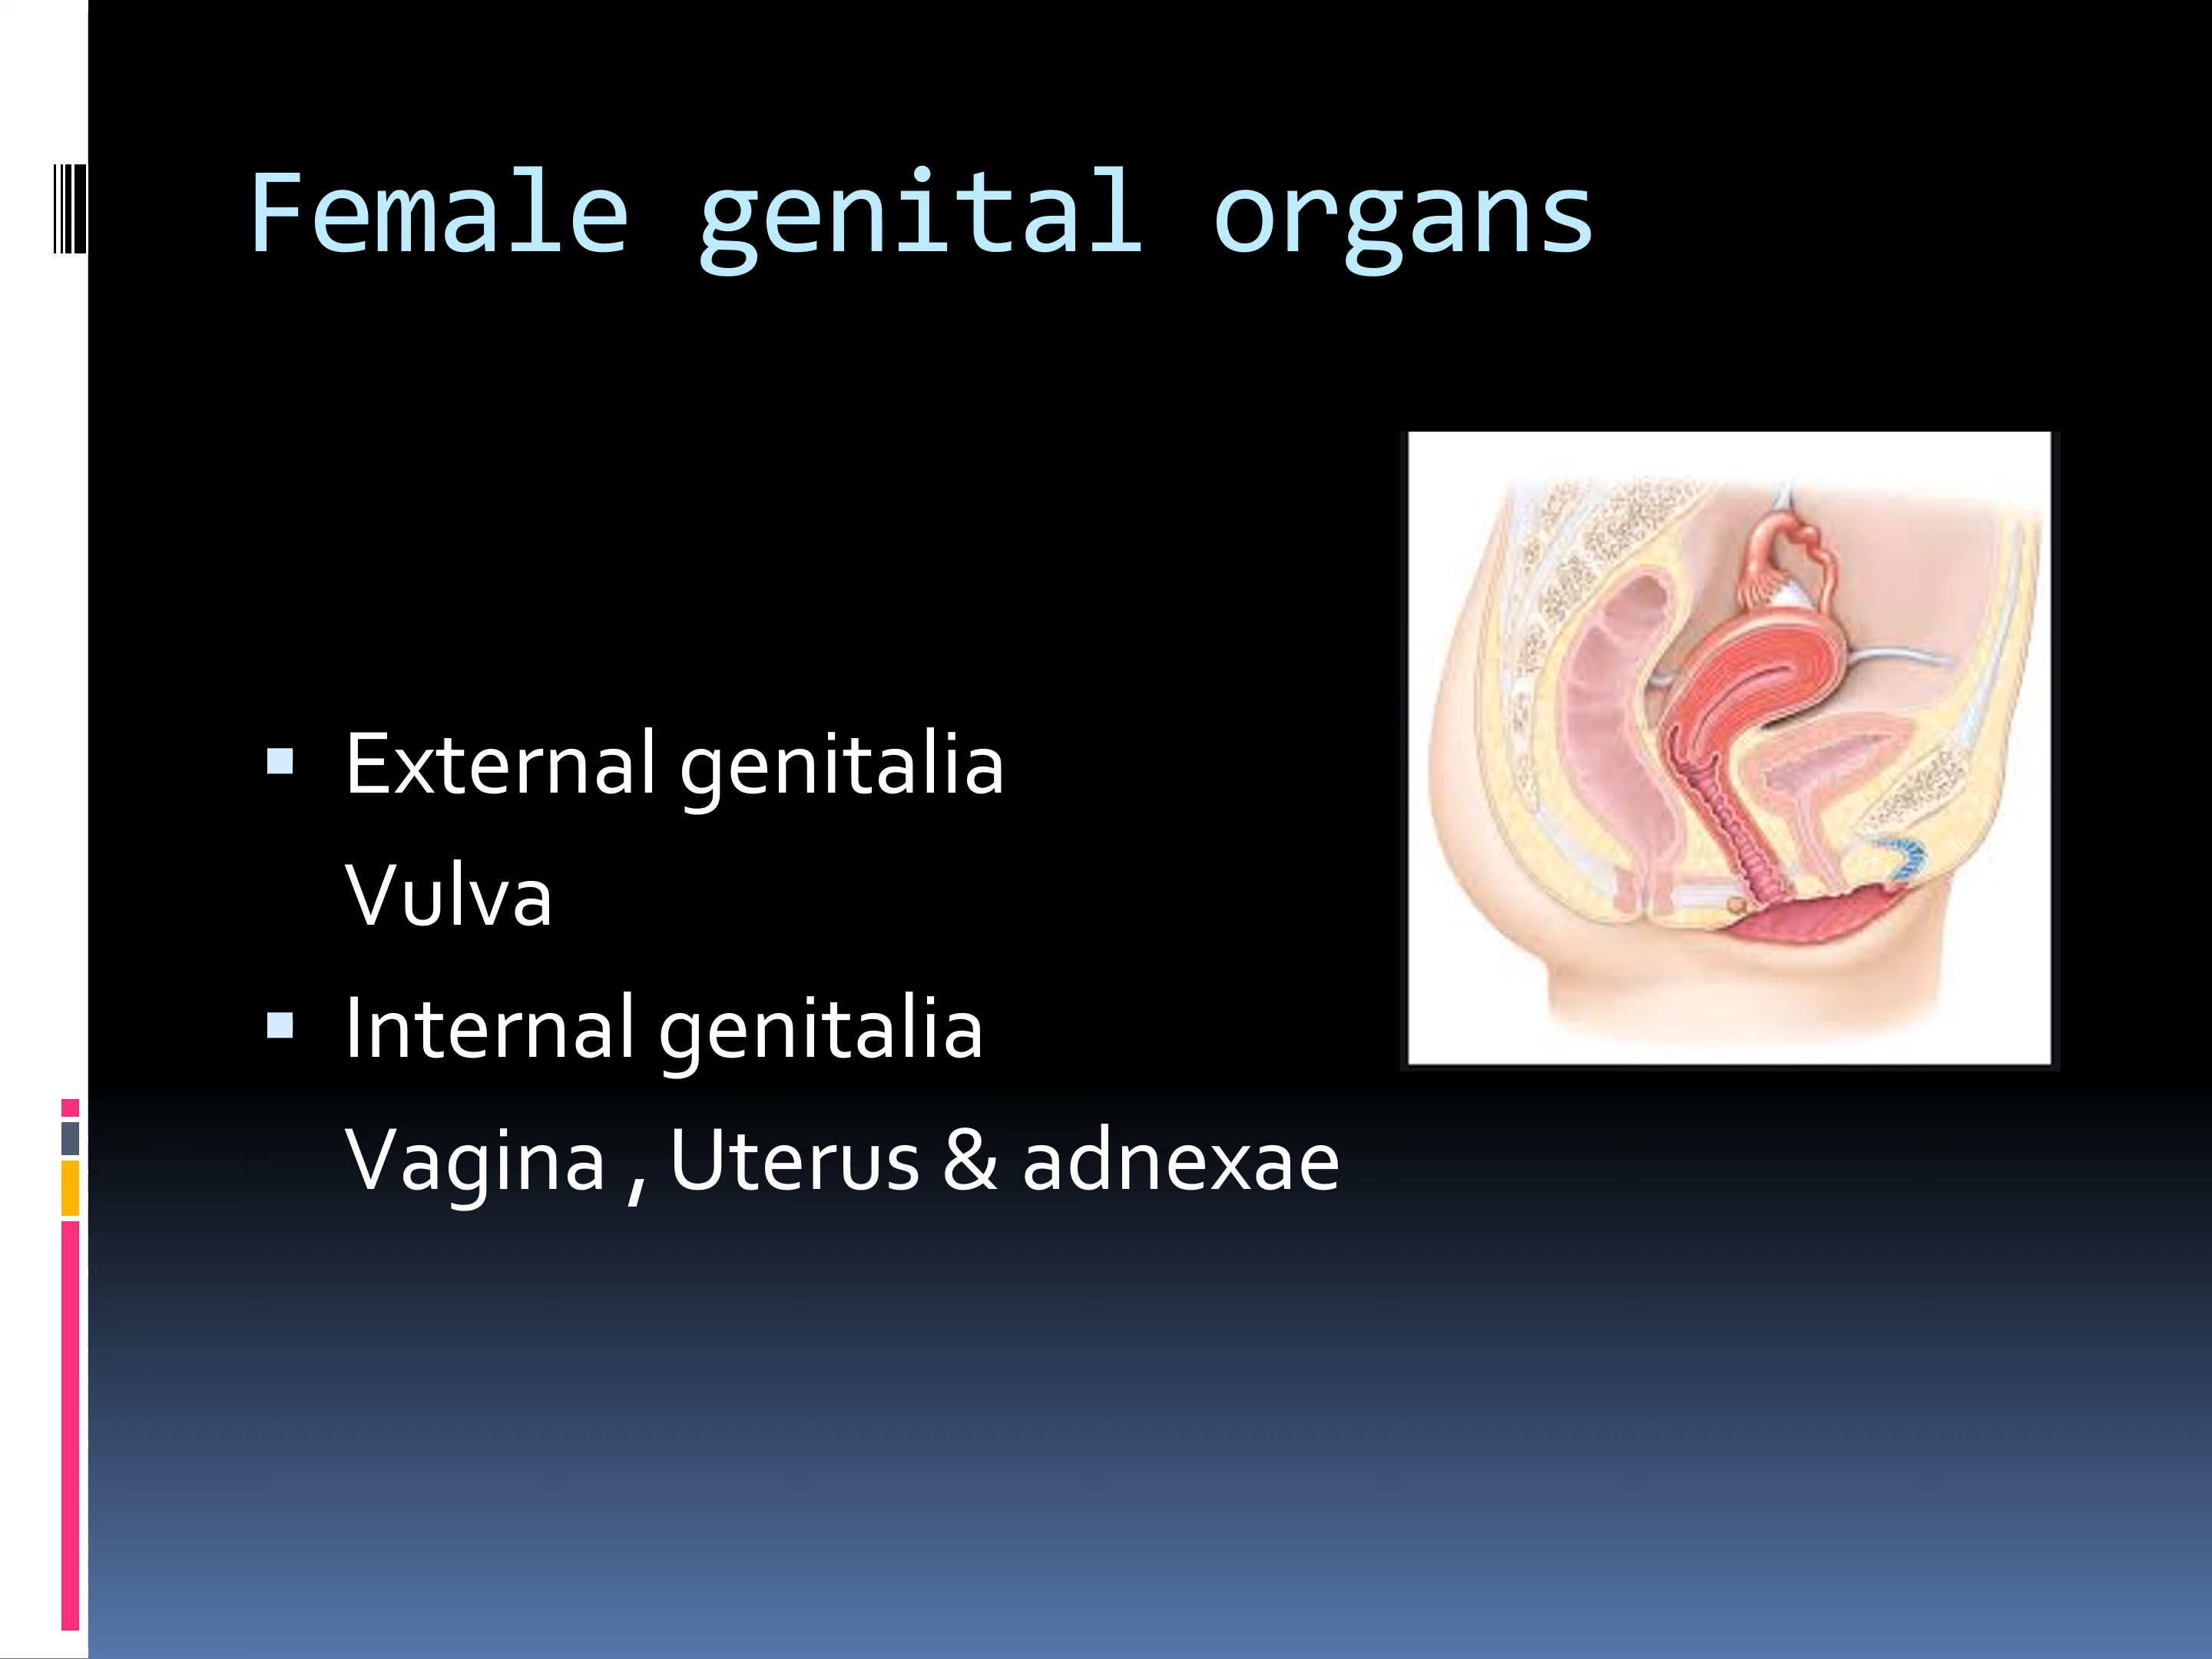 Female genital organs
External genitalia
Vulva
Internal genitalia
Vagina , Uterus & adnexae